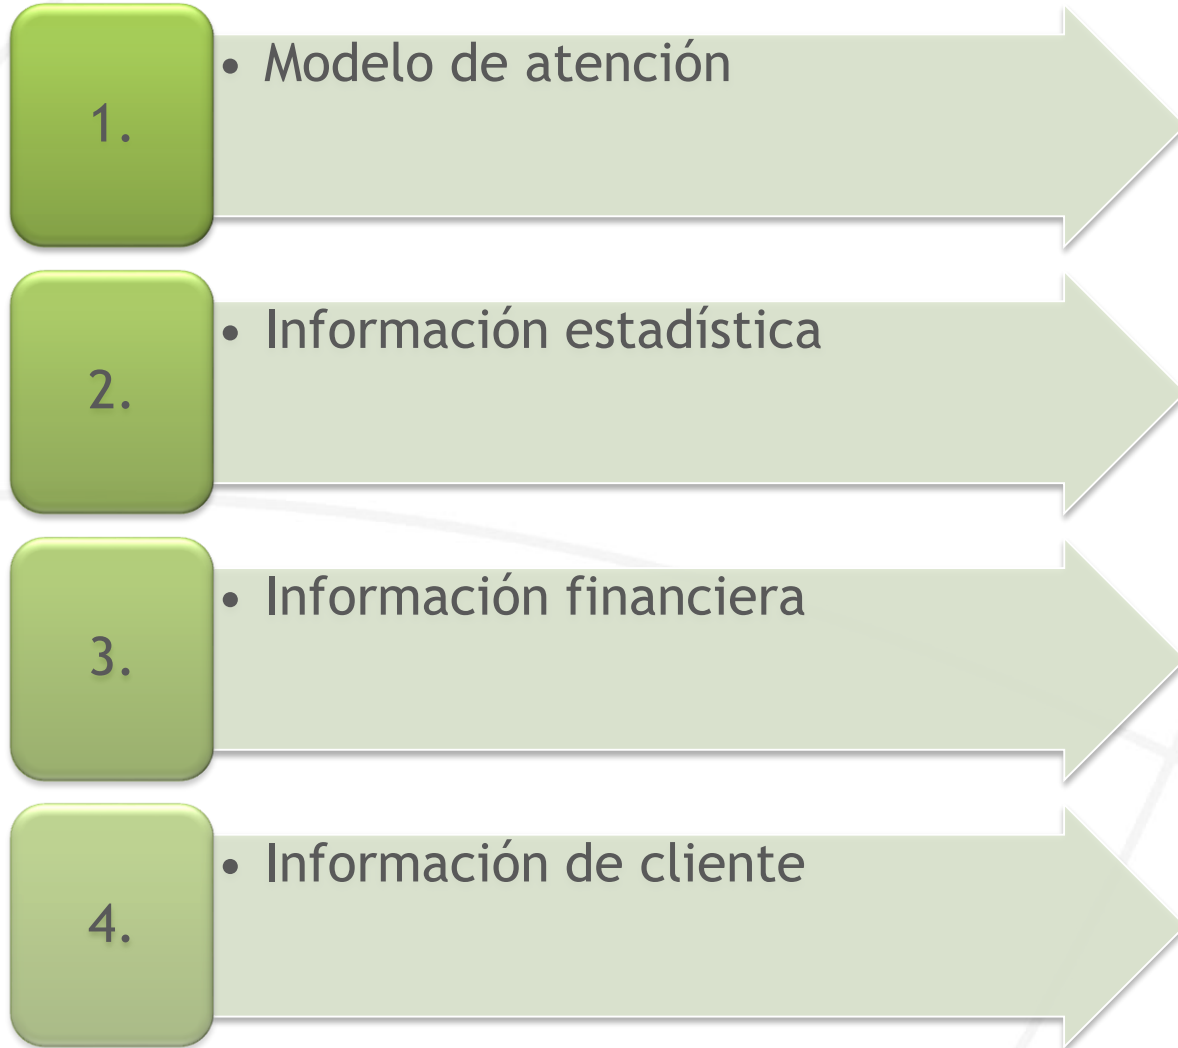 1.
• Modelo de atención
2.
• Información estadística
3.
• Información financiera
4.
• Información de cliente